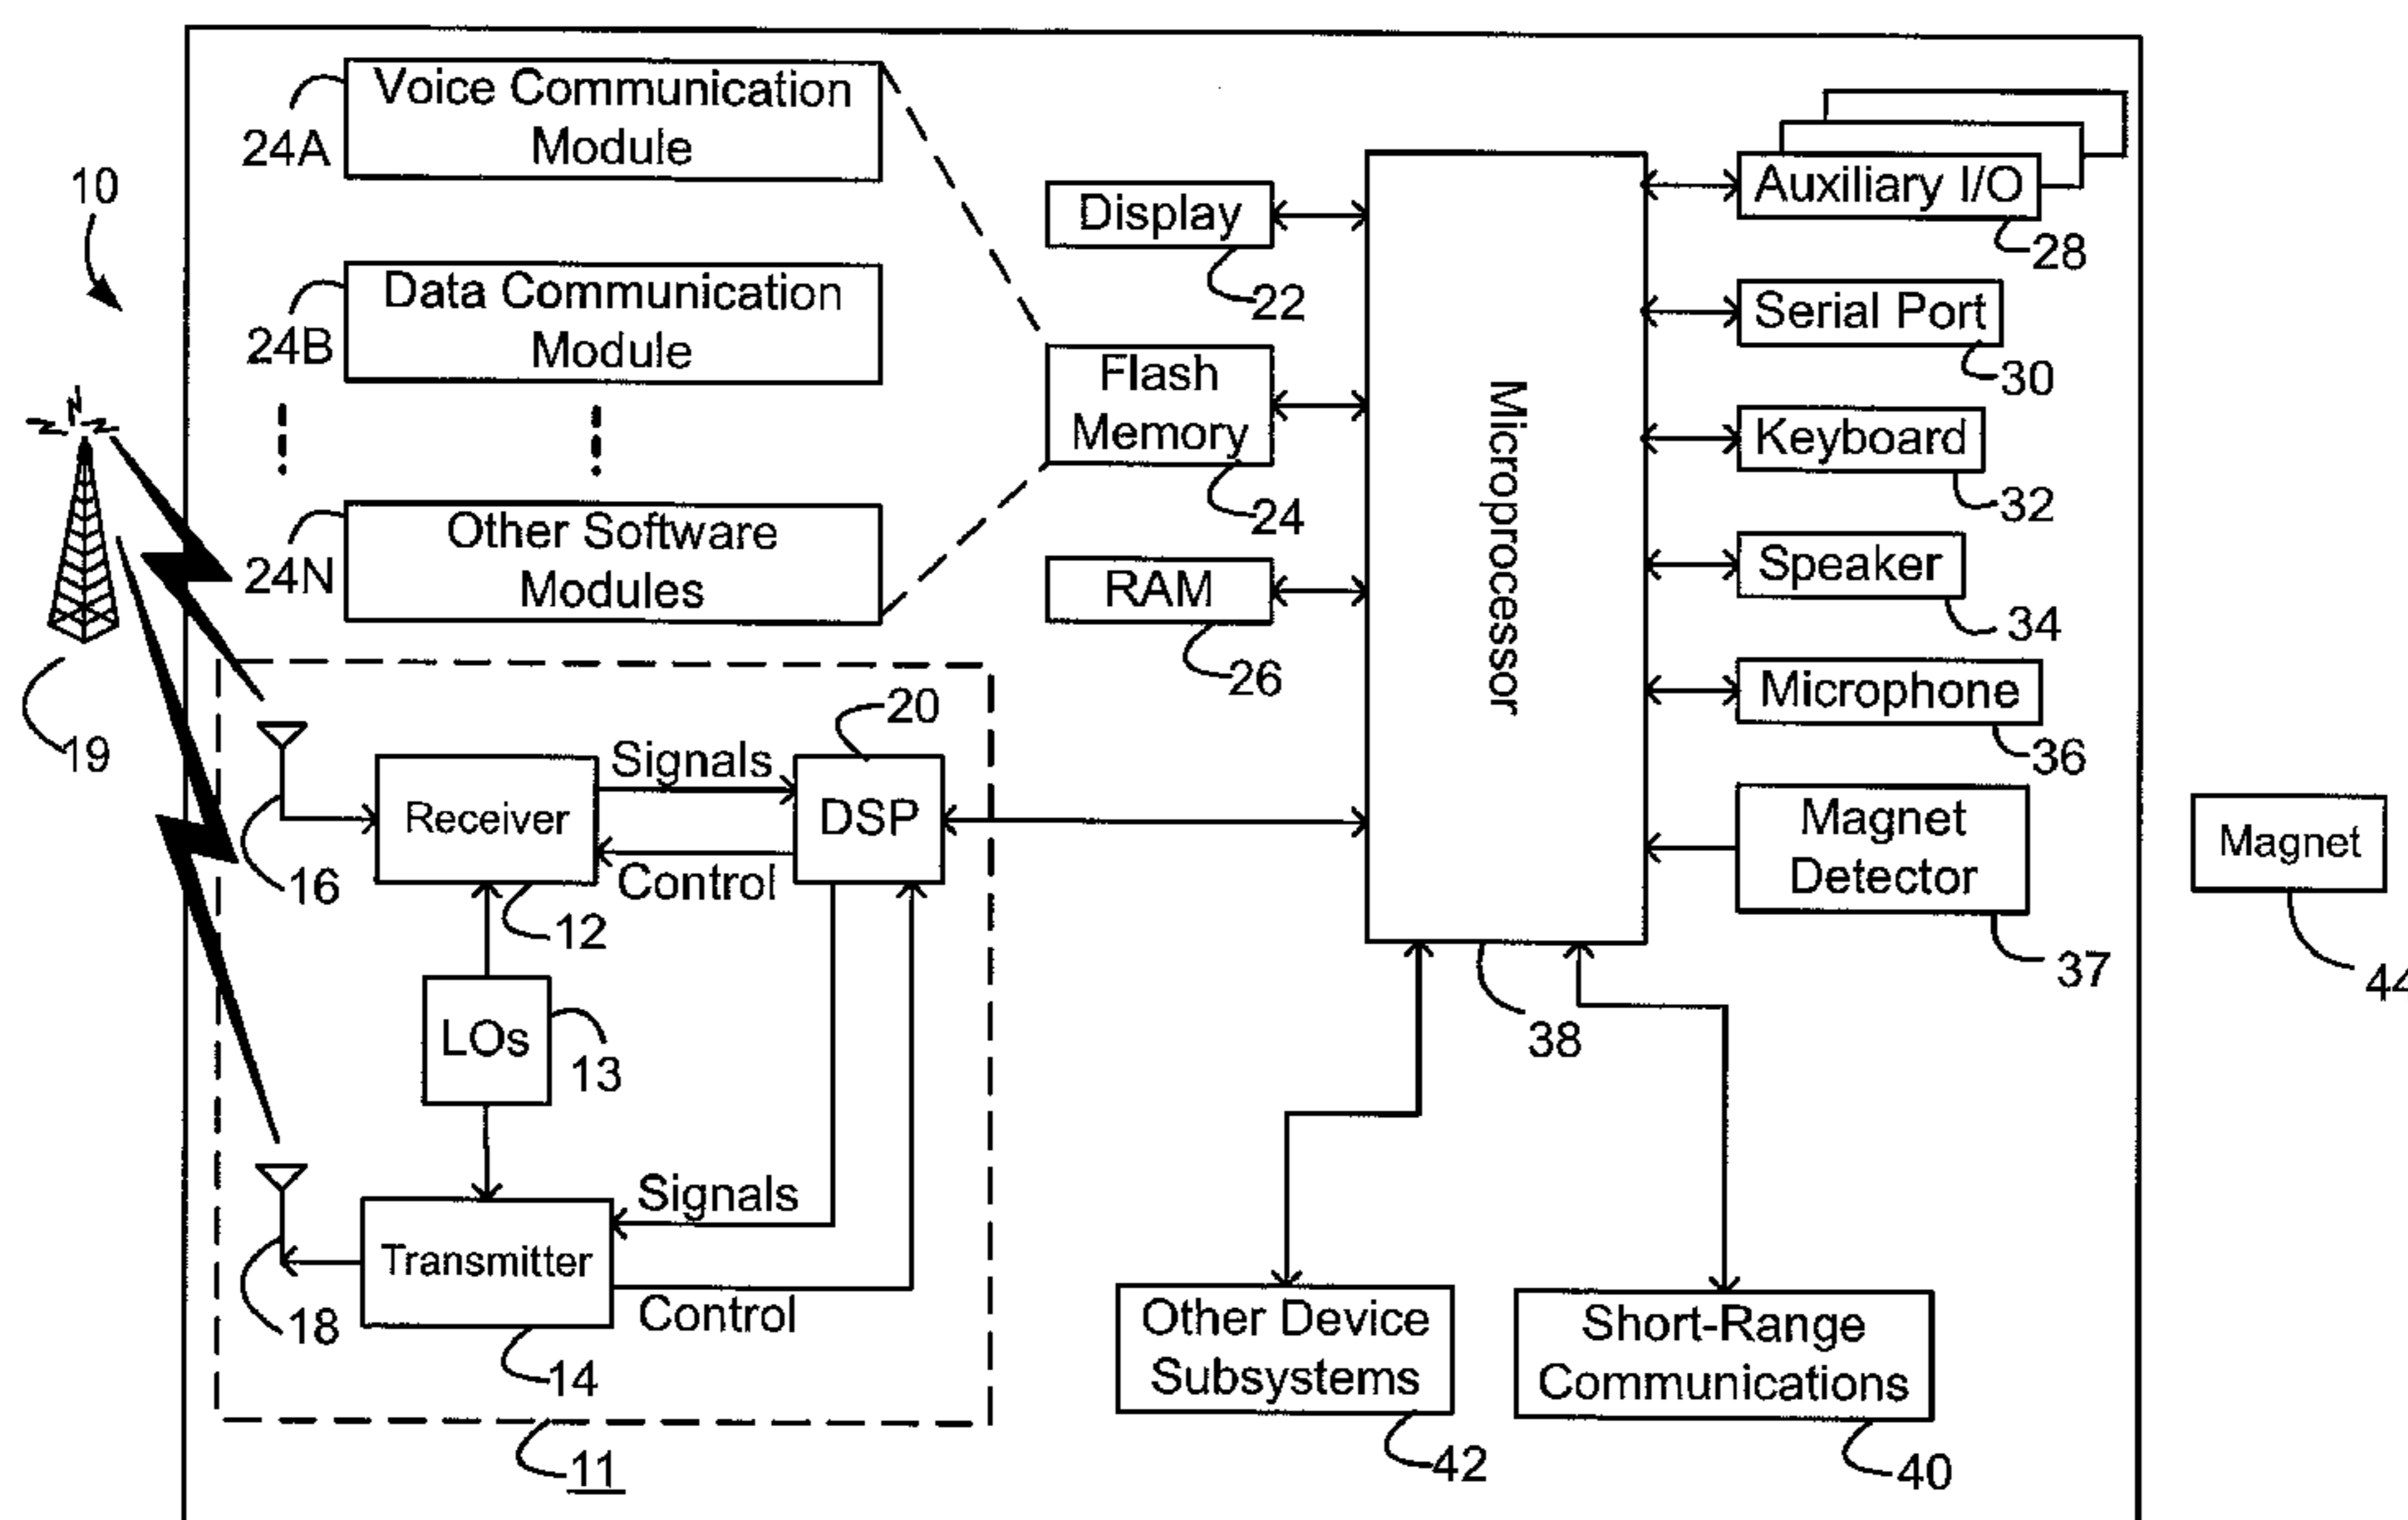 Voice Communication
Module
24A
10
Data Communication
Module
24B
Other Software
Modules
24N
19
Display
22
Flash
Memory
24
RAM
26
Microprocessor
38
Auxiliary I/O
28
Serial Port
30
Keyboard
32
Speaker
34
Microphone
36
Magnet
Detector
37
Magnet
44
20
Signals
Receiver
DSP
Control
16
12
LOs
13
Signals
Transmitter
Control
18
14
11
Other Device
Subsystems
42
Short-Range
Communications
40